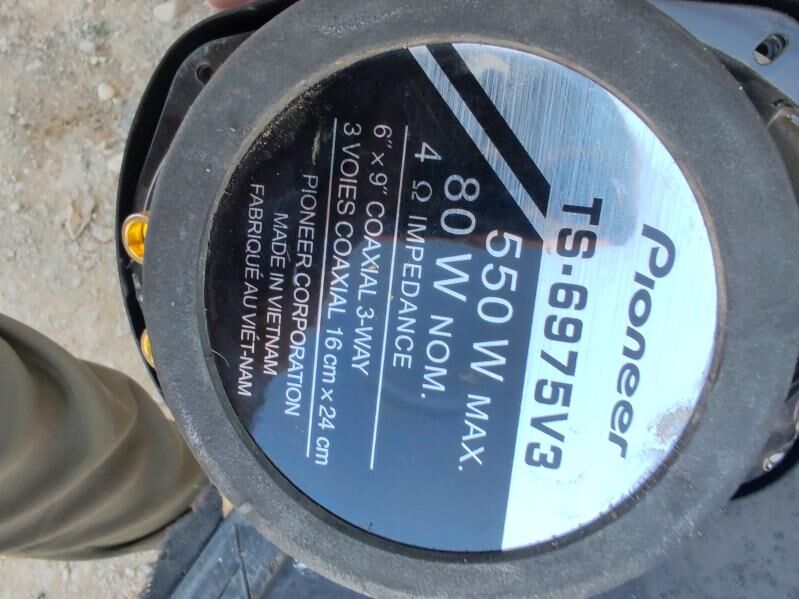 Pioneer
TS-6975V3
550 W MAX.
80 W NOM.
4 Ω IMPEDANCE
6" x 9" COAXIAL 3-WAY
3 VOIES COAXIAL 16 cm x 24 cm
PIONEER CORPORATION
MADE IN VIETNAM
FABRIQUÉ AU VIÊT-NAM